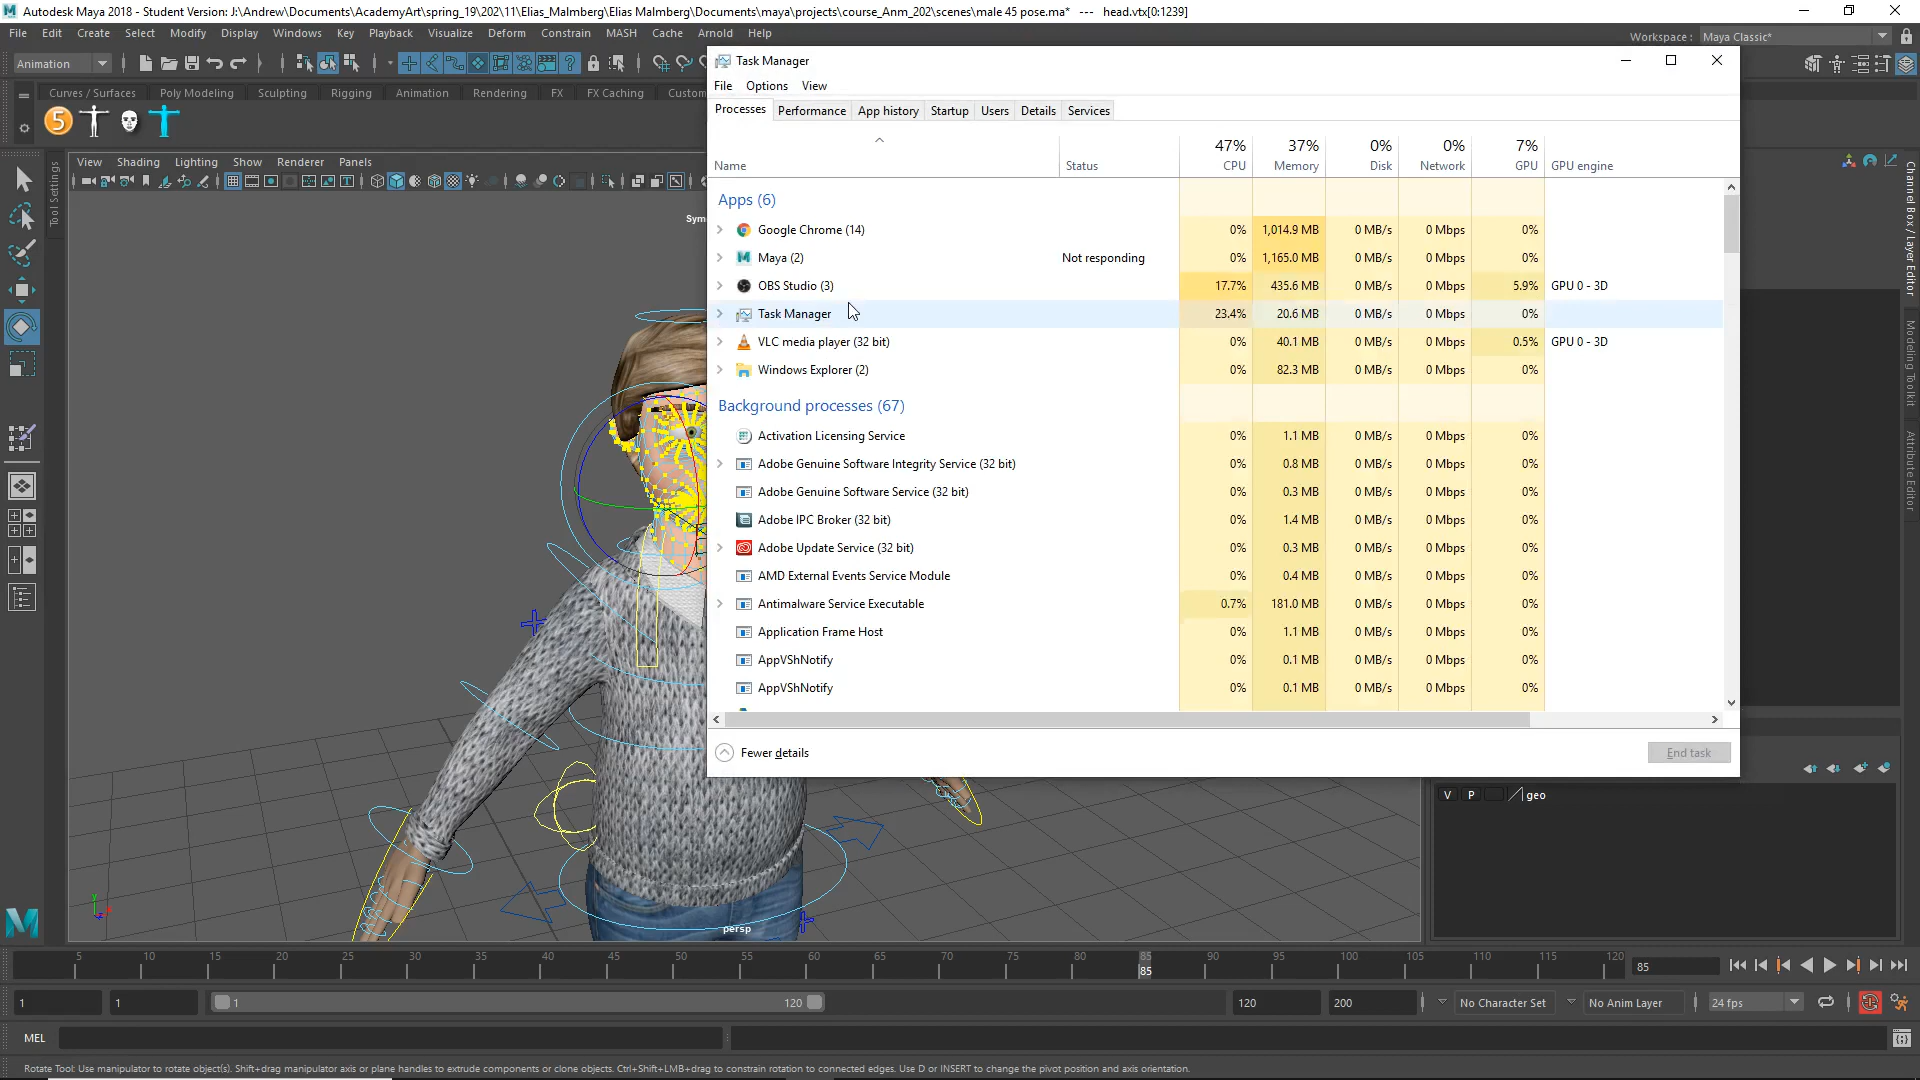 Autodesk Maya 2018 - Student Version: J:\Andrew\Documents\AcademyArt\spring_19\202\11\Elias_Malmberg\Elias Malmberg\Documents\maya\projects\course_Anm_202\scenes\male 45 pose.ma* --- head.vtx[0:1239]
File Edit Create Select Modify Display Windows Key Playback Visualize Deform Constrain MASH Cache Arnold Help
Workspace : Maya Classic*
Animation
Curves / Surfaces Poly Modeling Sculpting Rigging Animation Rendering FX FX Caching
5
View Shading Lighting Show Renderer Panels
Tool Settings
Task Manager
File Options View
Processes Performance App history Startup Users Details Services
47% 37% 0% 0% 7%
Name Status CPU Memory Disk Network GPU GPU engine
Apps (6)
Google Chrome (14) 0% 1,014.9 MB 0 MB/s 0 Mbps 0%
Maya (2) Not responding 0% 1,165.0 MB 0 MB/s 0 Mbps 0%
OBS Studio (3) 17.7% 435.6 MB 0 MB/s 0 Mbps 5.9% GPU 0 - 3D
Task Manager 23.4% 20.6 MB 0 MB/s 0 Mbps 0%
VLC media player (32 bit) 0% 40.1 MB 0 MB/s 0 Mbps 0.5% GPU 0 - 3D
Windows Explorer (2) 0% 82.3 MB 0 MB/s 0 Mbps 0%
Background processes (67)
Activation Licensing Service 0% 1.1 MB 0 MB/s 0 Mbps 0%
Adobe Genuine Software Integrity Service (32 bit) 0% 0.8 MB 0 MB/s 0 Mbps 0%
Adobe Genuine Software Service (32 bit) 0% 0.3 MB 0 MB/s 0 Mbps 0%
Adobe IPC Broker (32 bit) 0% 1.4 MB 0 MB/s 0 Mbps 0%
Adobe Update Service (32 bit) 0% 0.3 MB 0 MB/s 0 Mbps 0%
AMD External Events Service Module 0% 0.4 MB 0 MB/s 0 Mbps 0%
Antimalware Service Executable 0.7% 181.0 MB 0 MB/s 0 Mbps 0%
Application Frame Host 0% 1.1 MB 0 MB/s 0 Mbps 0%
AppVShNotify 0% 0.1 MB 0 MB/s 0 Mbps 0%
AppVShNotify 0% 0.1 MB 0 MB/s 0 Mbps 0%
Fewer details End task
Channel Box / Layer Editor
Modeling Toolkit
Attribute Editor
V P geo
persp
5 10 15 20 25 30 35 40 45 50 55 60 65 70 75 80 85 90 95 100 105 110 115 120
85 85
1 1 1 120 120 200 No Character Set No Anim Layer 24 fps
MEL
Rotate Tool: Use manipulator to rotate object(s). Shift+drag manipulator axis or plane handles to extrude components or clone objects. Ctrl+Shift+LMB+drag to constrain rotation to connected edges. Use D or INSERT to change the pivot position and axis orientation.